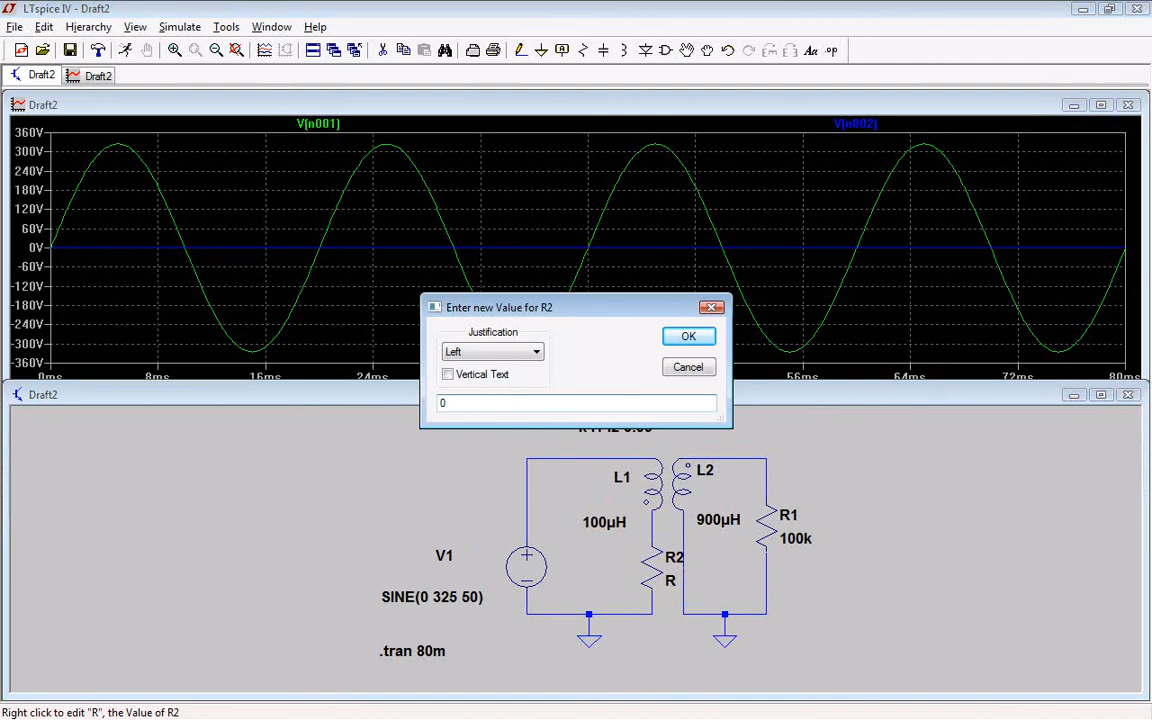 LTspice IV - Draft2
File Edit Hierarchy View Simulate Tools Window Help
Aa .op
Draft2 Draft2
Draft2
V(n001) V(n002)
360V
300V
240V
180V
120V
60V
0V
-60V
-120V
-180V
-240V
-300V
-360V
0ms 8ms 16ms 24ms 56ms 64ms 72ms 80ms
Enter new Value for R2
Justification
Left
Vertical Text
OK
Cancel
0
Draft2
L1
100µH
L2
900µH
R1
100k
R2
R
V1
SINE(0 325 50)
.tran 80m
Right click to edit "R", the Value of R2